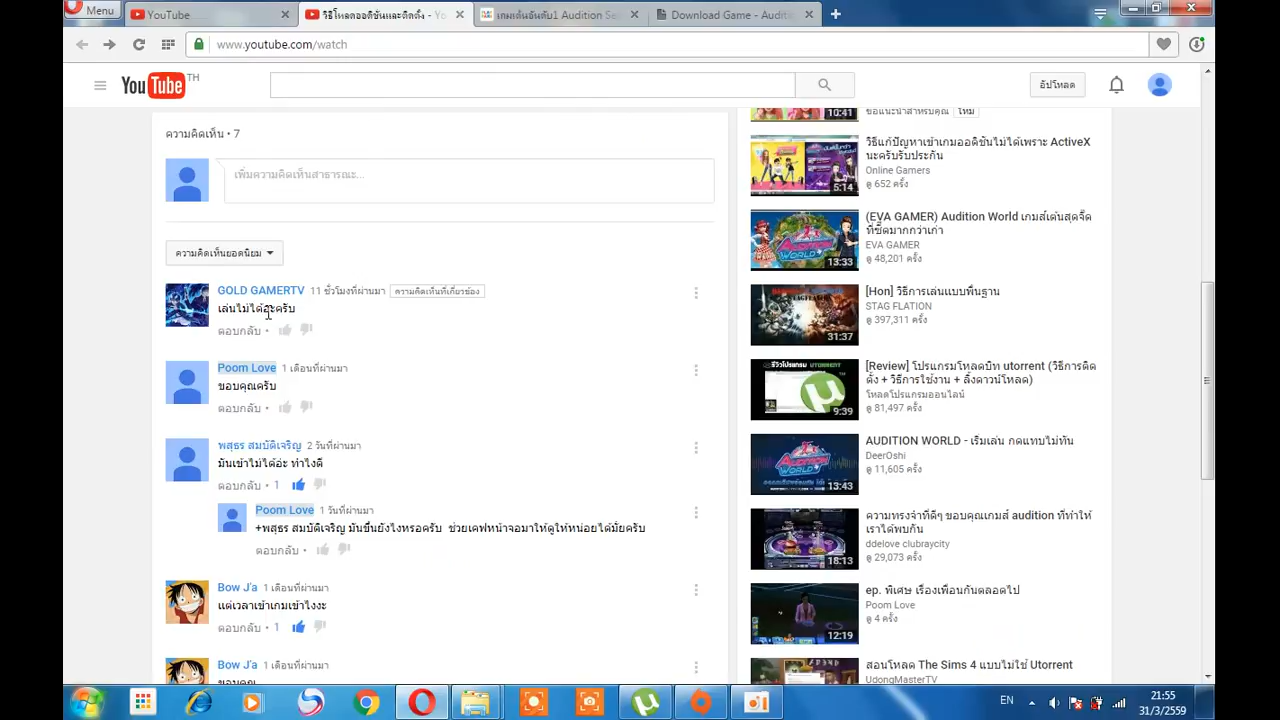 Menu
YouTube
วิธีโหลดออดิชันและติดตั้ง - Yo
เกมเต้นอันดับ1 Audition Se
Download Game - Auditi
www.youtube.com/watch
YouTube TH
อัปโหลด
ความคิดเห็น • 7
เพิ่มความคิดเห็นสาธารณะ...
ความคิดเห็นยอดนิยม
GOLD GAMERTV 11 ชั่วโมงที่ผ่านมา ความคิดเห็นที่เกี่ยวข้อง
เล่นไม่ได้อะครับ
ตอบกลับ •
Poom Love 1 เดือนที่ผ่านมา
ขอบคุณครับ
ตอบกลับ •
พสุธร สมบัติเจริญ 2 วันที่ผ่านมา
มันเข้าไม่ได้อ่ะ ทำไงดี
ตอบกลับ • 1
Poom Love 1 วันที่ผ่านมา
+พสุธร สมบัติเจริญ มันขึ้นยังไงหรอครับ ช่วยเคฟหน้าจอมาให้ดูให้หน่อยได้มั้ยครับ
ตอบกลับ •
Bow J'a 1 เดือนที่ผ่านมา
แต่เวลาเข้าเกมเข้าไงงะ
ตอบกลับ • 1
Bow J'a 1 เดือนที่ผ่านมา
ขอบคุณ
10:41
ขอแนะนำสำหรับคุณ ใหม่
5:14
วิธีแก้ปัญหาเข้าเกมออดิชันไม่ได้เพราะ ActiveX
นะครับรับประกัน
Online Gamers
ดู 652 ครั้ง
AUDITION WORLD
13:33
(EVA GAMER) Audition World เกมส์เด่นสุดจี๊ด
ที่ซี๊ดมากกว่าเก่า
EVA GAMER
ดู 48,201 ครั้ง
31:37
[Hon] วิธีการเล่นแบบพื้นฐาน
STAG FLATION
ดู 397,311 ครั้ง
9:39
[Review] โปรแกรมโหลดบิท utorrent (วิธีการติด
ตั้ง + วิธีการใช้งาน + สั่งดาวน์โหลด)
โหลดโปรแกรมออนไลน์
ดู 81,497 ครั้ง
AUDITION WORLD
13:43
AUDITION WORLD - เริ่มเล่น กดแทบไม่ทัน
DeerOshi
ดู 11,605 ครั้ง
18:13
ความทรงจำที่ดีๆ ขอบคุณเกมส์ audition ที่ทำให้
เราได้พบกัน
ddelove clubraycity
ดู 29,073 ครั้ง
12:19
ep. พิเศษ เรื่องเพื่อนกันตลอดไป
Poom Love
ดู 4 ครั้ง
สอนโหลด The Sims 4 แบบไม่ใช้ Utorrent
UdongMasterTV
EN
21:55
31/3/2559